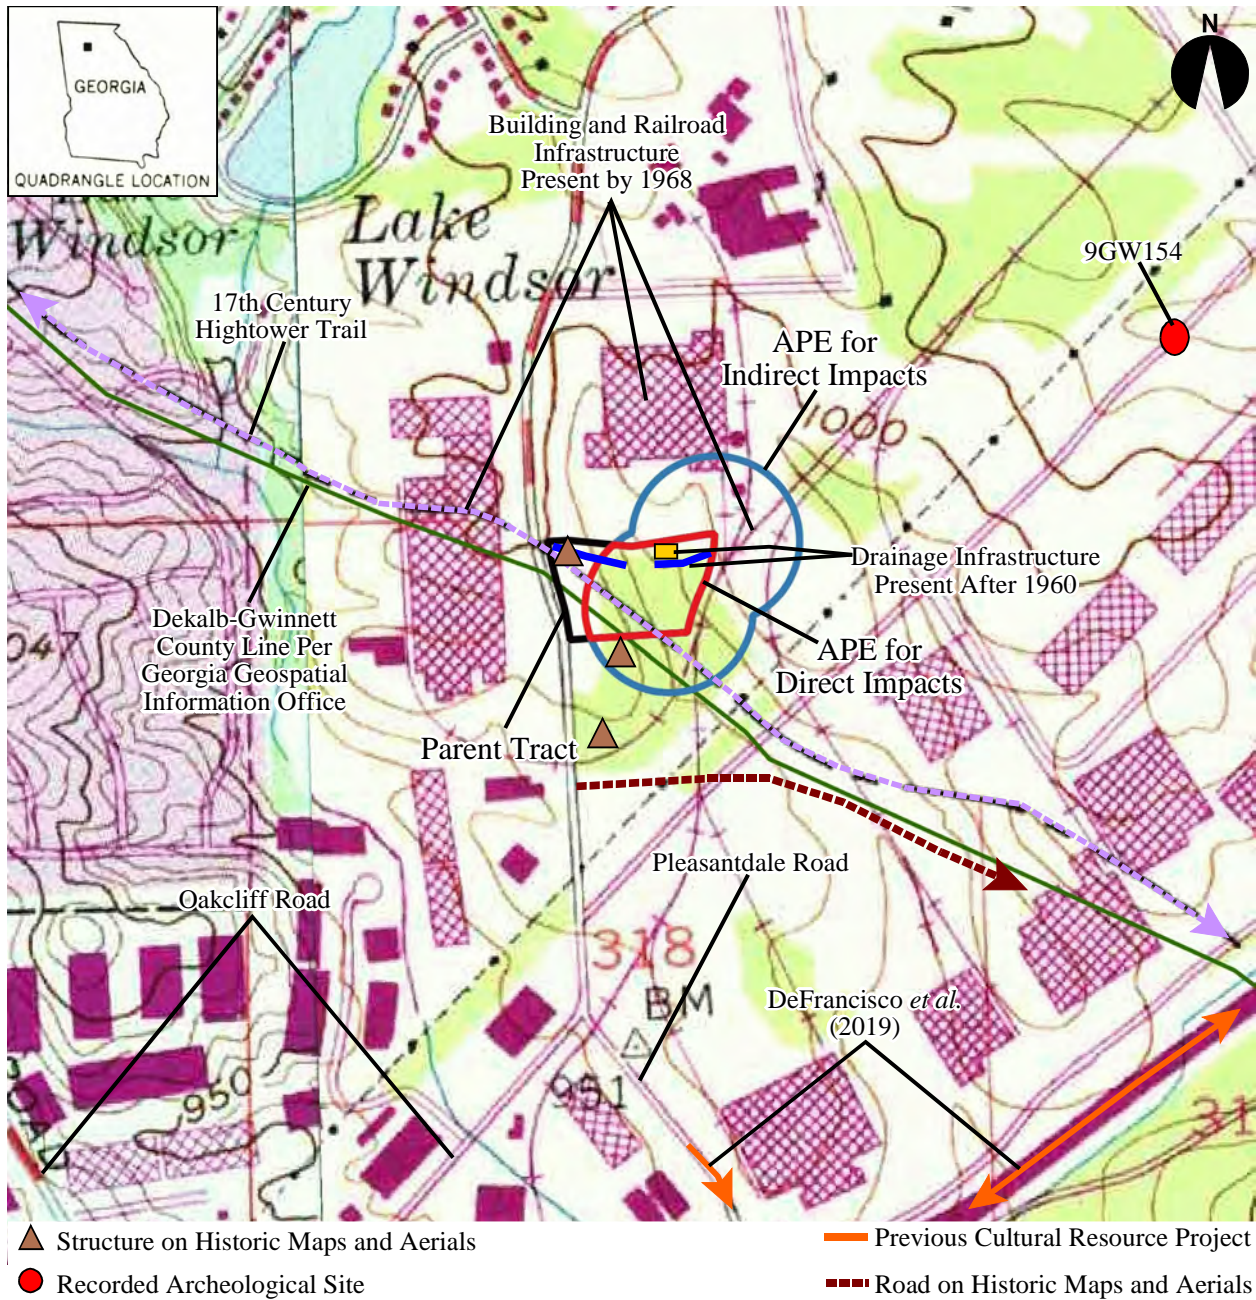 GEORGIA
QUADRANGLE LOCATION
N
Building and Railroad
Infrastructure
Present by 1968
Windsor
Lake
Windsor
9GW154
17th Century
Hightower Trail
APE for
Indirect Impacts
1000
Drainage Infrastructure
Present After 1960
Dekalb-Gwinnett
County Line Per
Georgia Geospatial
Information Office
047
APE for
Direct Impacts
Parent Tract
Pleasantdale Road
Oakcliff Road
318
BM
951
DeFrancisco et al.
(2019)
950
31
Structure on Historic Maps and Aerials
Previous Cultural Resource Project
Recorded Archeological Site
Road on Historic Maps and Aerials